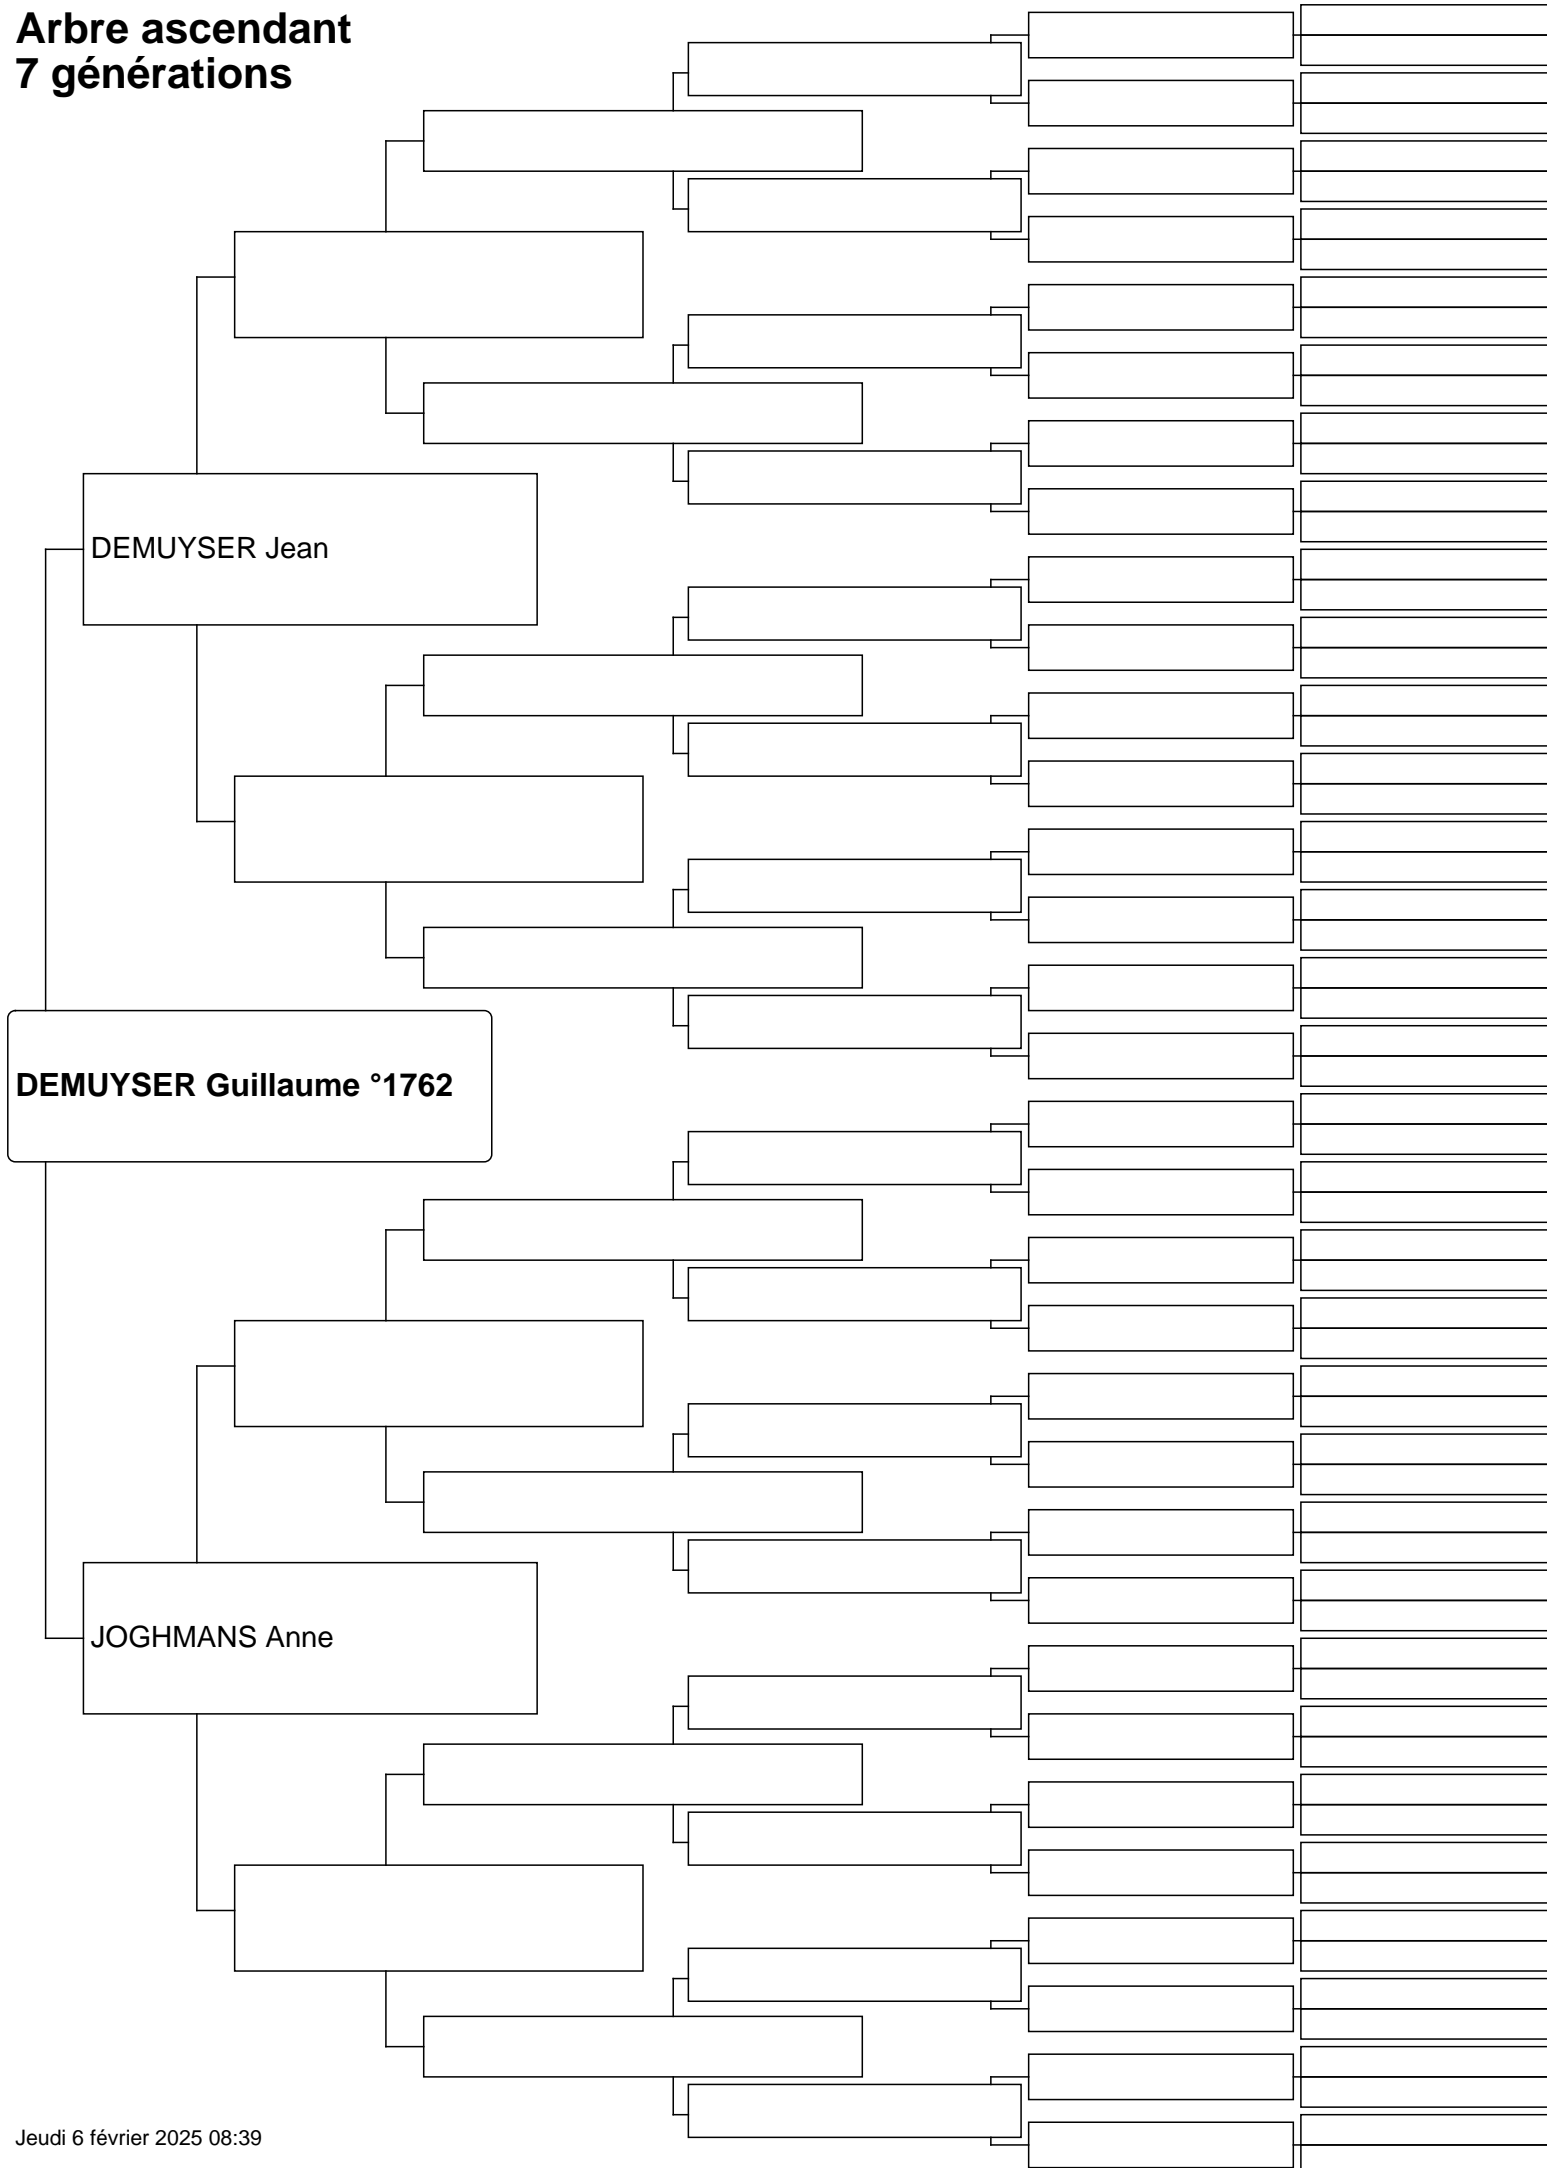 Arbre ascendant
7 générations
DEMUYSER Jean
DEMUYSER Guillaume °1762
JOGHMANS Anne
Jeudi 6 février 2025 08:39